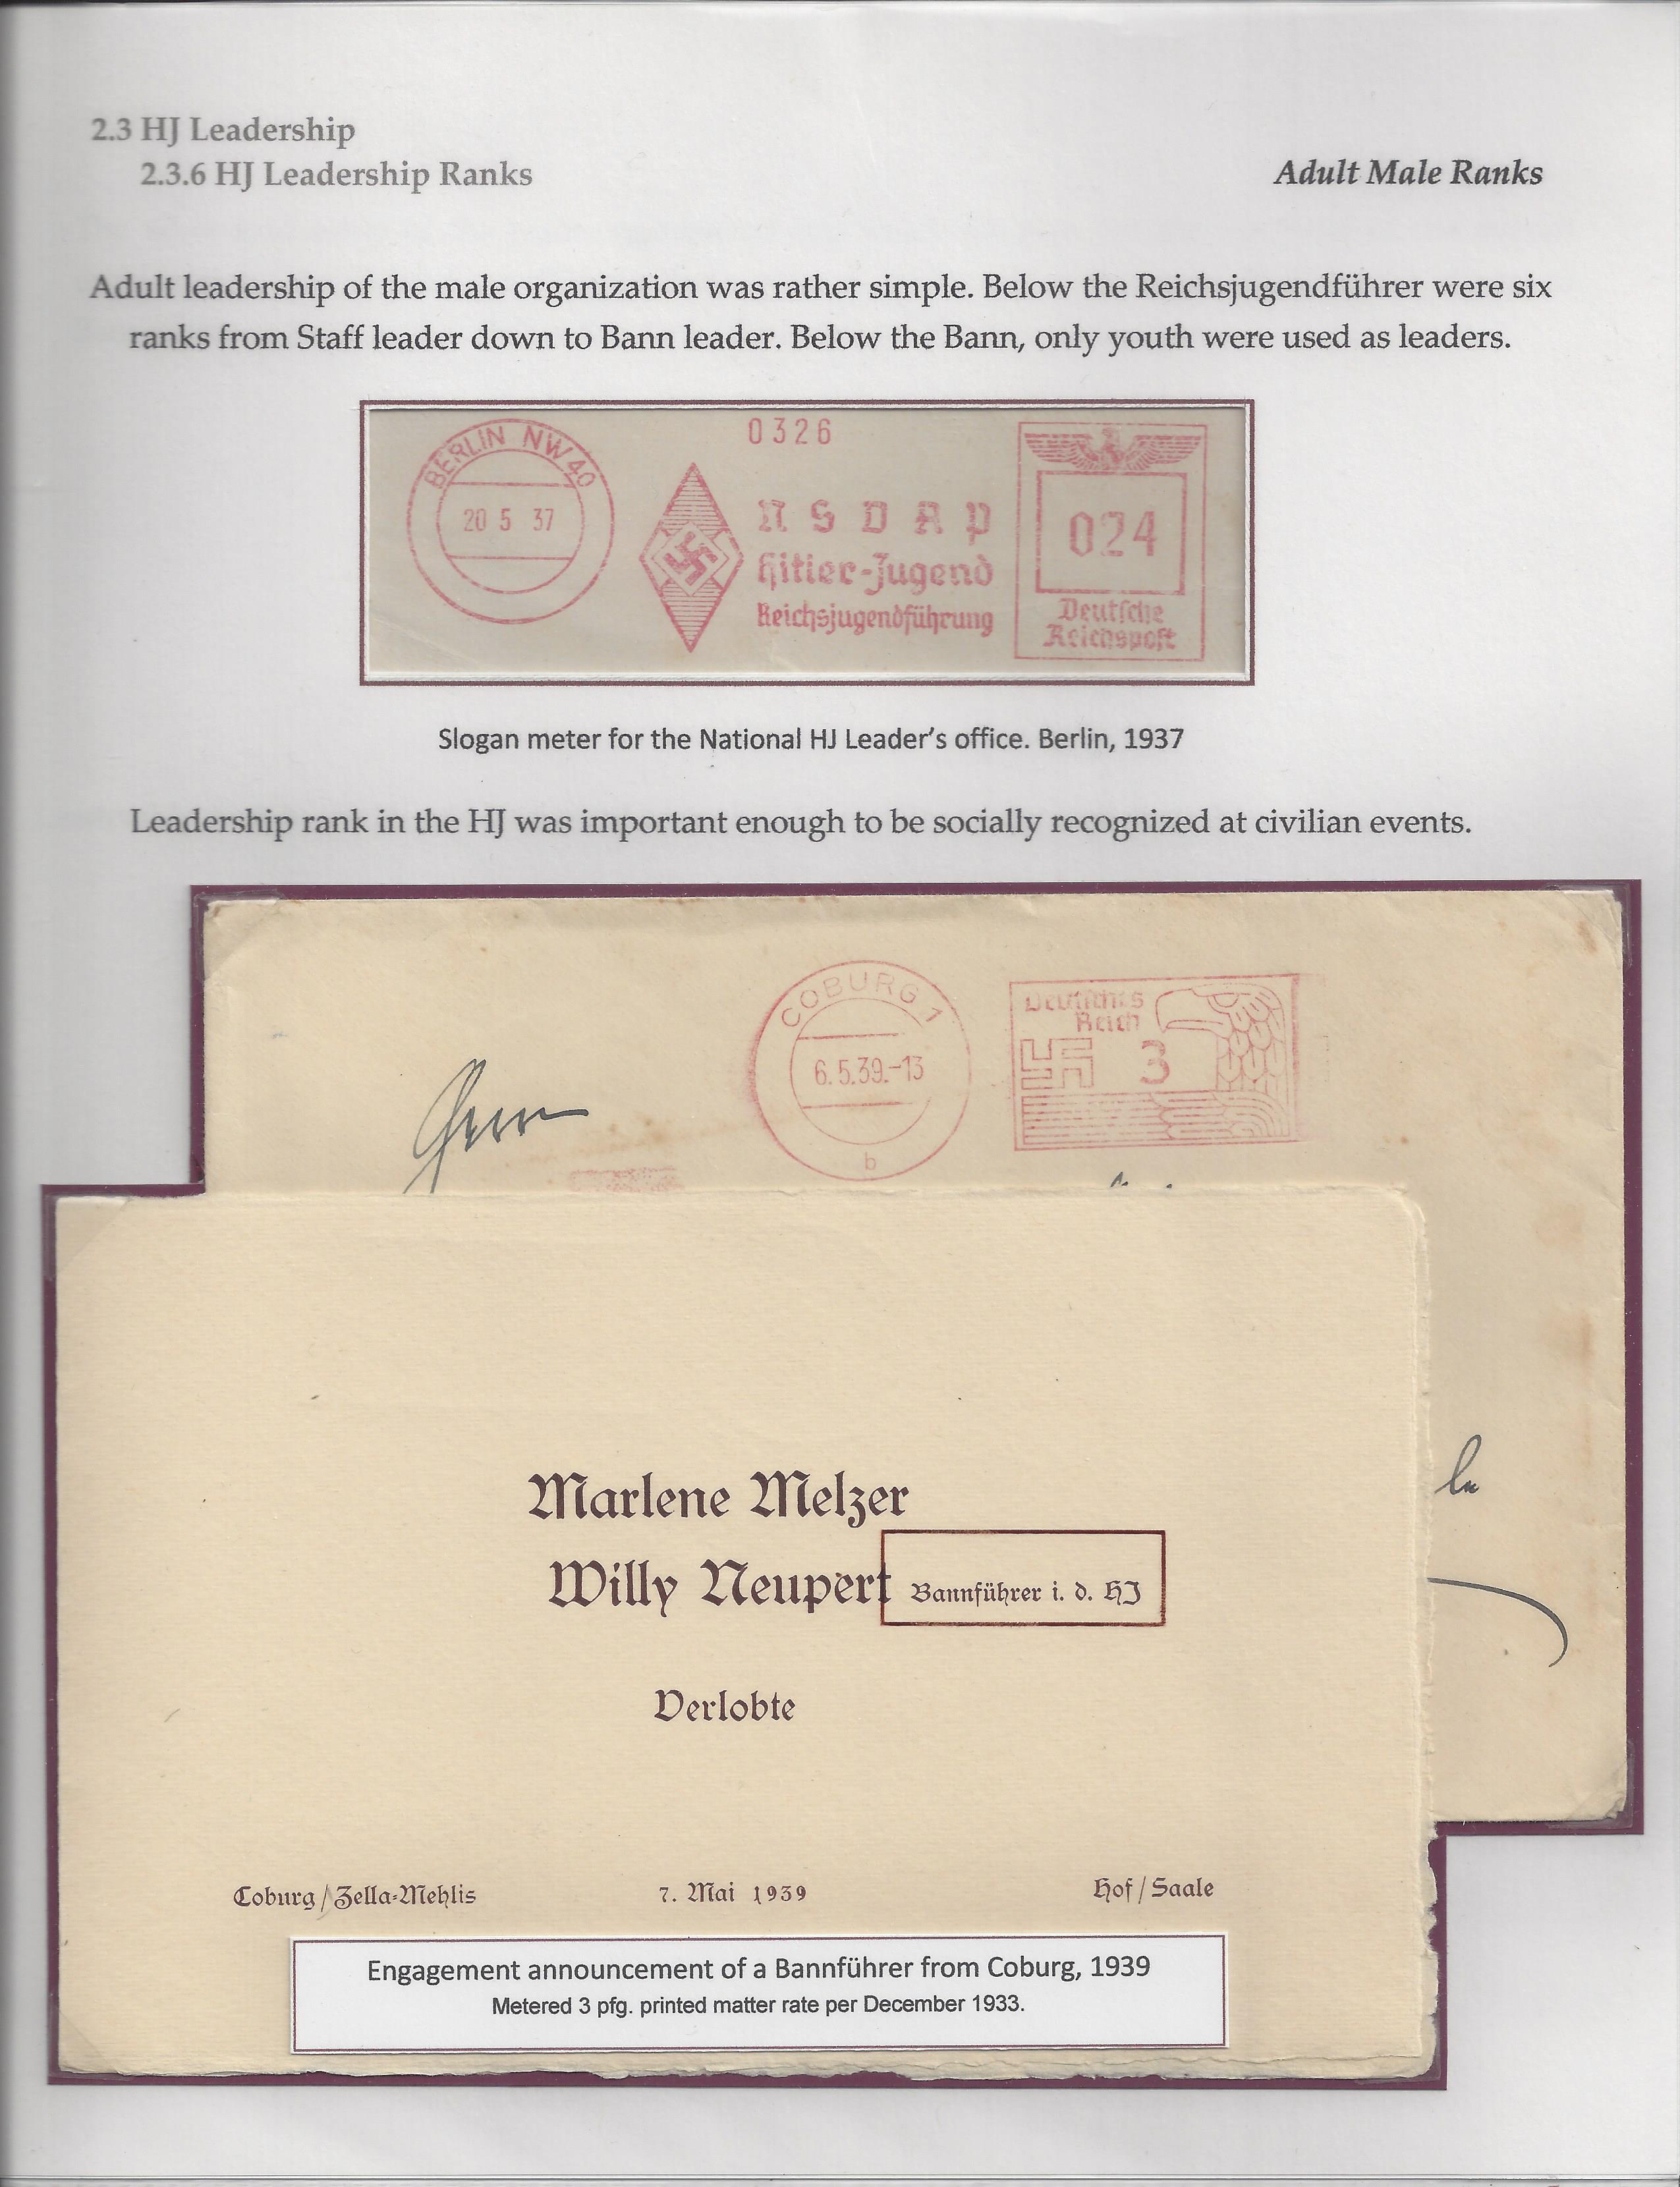 2.3 HJ Leadership
2.3.6 HJ Leadership Ranks
Adult Male Ranks
Adult leadership of the male organization was rather simple. Below the Reichsjugendführer were six
ranks from Staff leader down to Bann leader. Below the Bann, only youth were used as leaders.
BERLIN NW 40
20 5 37
0326
NSDAP
Hitler-Jugend
Reichsjugendführung
024
Deutsche
Reichspost
Slogan meter for the National HJ Leader's office. Berlin, 1937
Leadership rank in the HJ was important enough to be socially recognized at civilian events.
COBURG 1
6.5.39.-13
b
Deutsches
Reich
3
Herrn
Marlene Melzer
Willy Neupert Bannführer i. d. HJ
Verlobte
Coburg/Zella-Mehlis 7. Mai 1939 Hof/Saale
Engagement announcement of a Bannführer from Coburg, 1939
Metered 3 pfg. printed matter rate per December 1933.